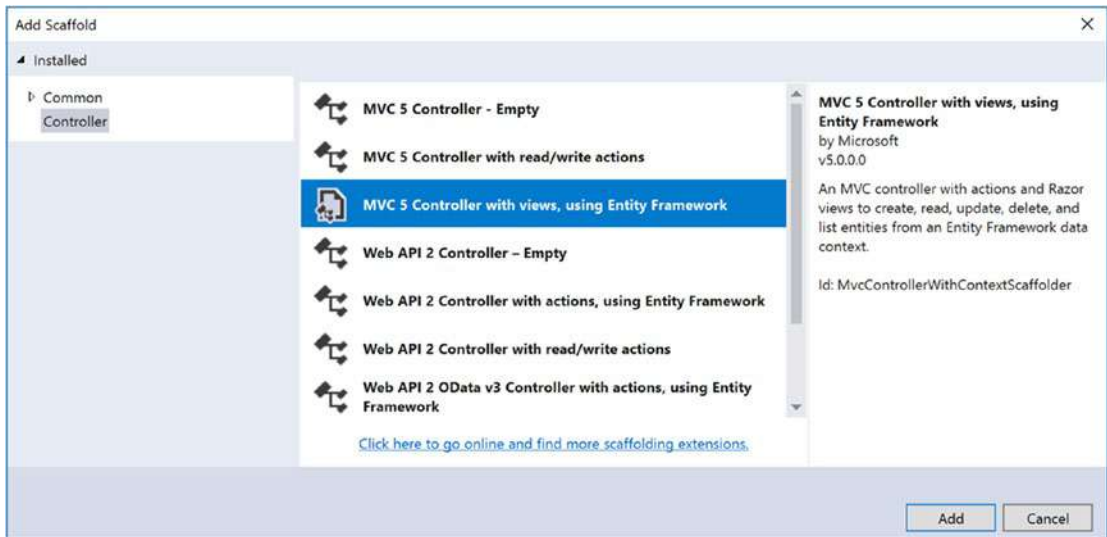 Add Scaffold
Installed
Common
Controller
MVC 5 Controller - Empty
MVC 5 Controller with read/write actions
MVC 5 Controller with views, using Entity Framework
Web API 2 Controller – Empty
Web API 2 Controller with actions, using Entity Framework
Web API 2 Controller with read/write actions
Web API 2 OData v3 Controller with actions, using Entity
Framework
Click here to go online and find more scaffolding extensions.
MVC 5 Controller with views, using
Entity Framework
by Microsoft
v5.0.0.0
An MVC controller with actions and Razor
views to create, read, update, delete, and
list entities from an Entity Framework data
context.
Id: MvcControllerWithContextScaffolder
Add
Cancel